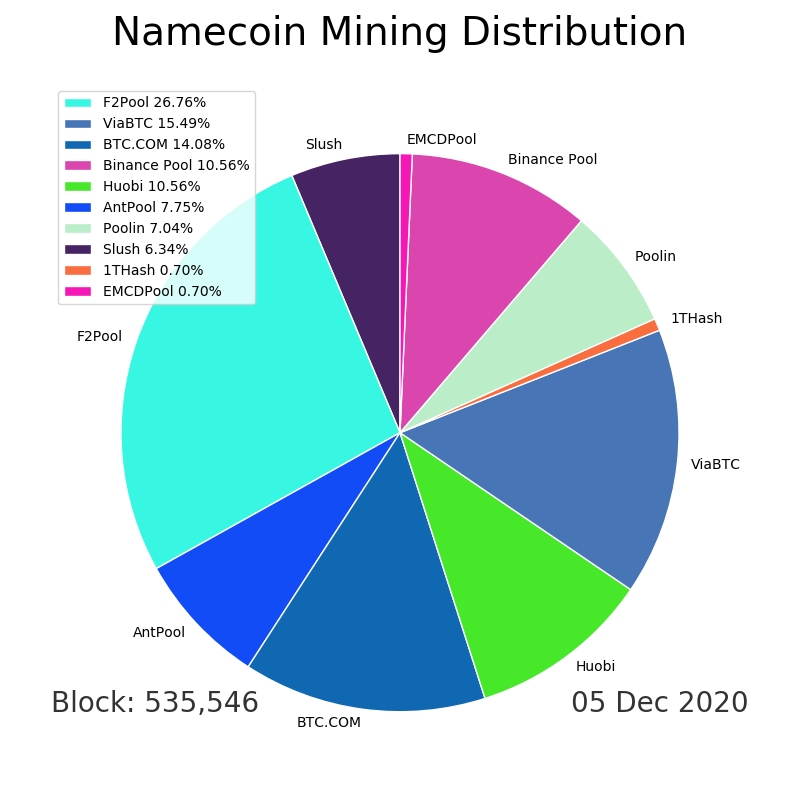 Namecoin Mining Distribution
F2Pool 26.76%
ViaBTC 15.49%
BTC.COM 14.08%
Binance Pool 10.56%
Huobi 10.56%
AntPool 7.75%
Poolin 7.04%
Slush 6.34%
1THash 0.70%
EMCDPool 0.70%
Slush
EMCDPool
Binance Pool
Poolin
1THash
F2Pool
ViaBTC
AntPool
Huobi
BTC.COM
Block: 535,546
05 Dec 2020